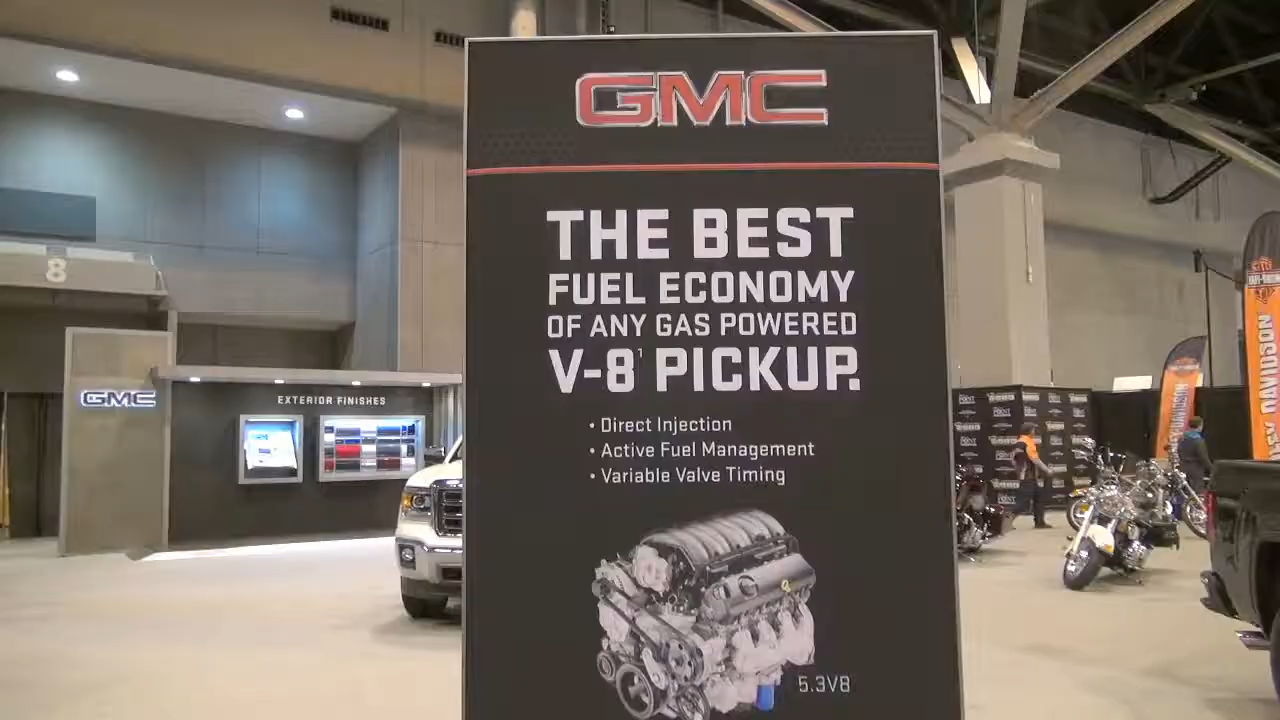 GMC
THE BEST
FUEL ECONOMY
OF ANY GAS POWERED
V-8¹ PICKUP.
• Direct Injection
• Active Fuel Management
• Variable Valve Timing
5.3V8
8
GMC
EXTERIOR FINISHES